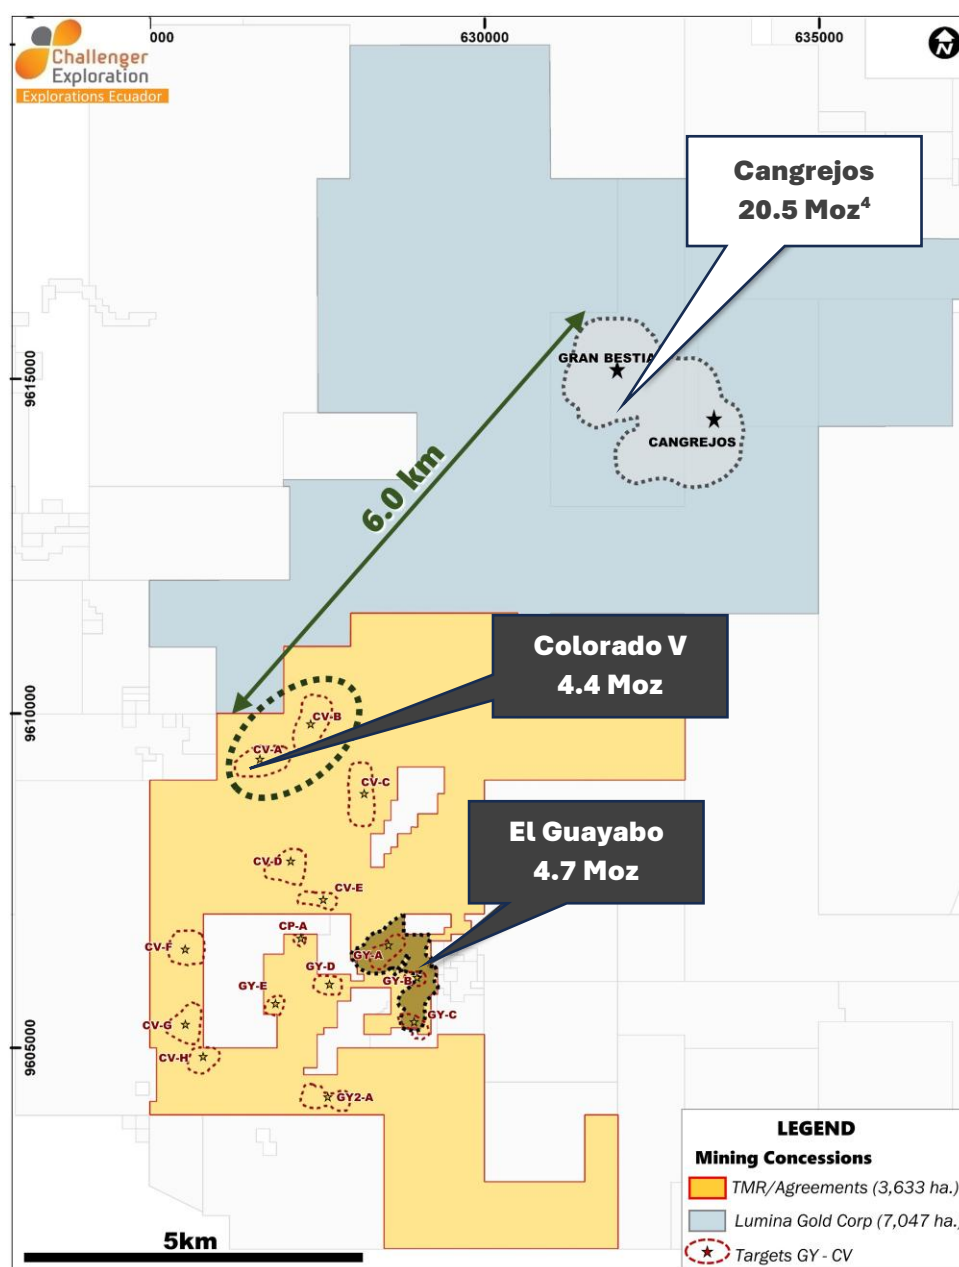 Challenger
Exploration
Explorations Ecuador
000
630000
635000
N
Cangrejos
20.5 Moz⁴
9615000
GRAN BESTIA
CANGREJOS
6.0 km
Colorado V
4.4 Moz
9610000
CV-B
CV-A
CV-C
El Guayabo
4.7 Moz
CV-D
CV-E
CP-A
CV-F
GY-A
GY-D
GY-B
GY-E
GY-C
CV-G
9605000
CV-H
GY2-A
LEGEND
Mining Concessions
TMR/Agreements (3,633 ha.)
Lumina Gold Corp (7,047 ha.)
Targets GY - CV
5km